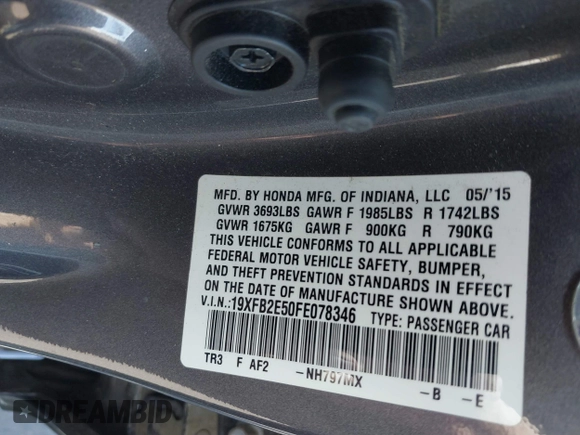 MFD. BY HONDA MFG. OF INDIANA, LLC 05/'15
GVWR 3693LBS GAWR F 1985LBS R 1742LBS
GVWR 1675KG GAWR F 900KG R 790KG
THIS VEHICLE CONFORMS TO ALL APPLICABLE
FEDERAL MOTOR VEHICLE SAFETY, BUMPER,
AND THEFT PREVENTION STANDARDS IN EFFECT
ON THE DATE OF MANUFACTURE SHOWN ABOVE.
V.I.N.: 19XFB2E50FE078346 TYPE: PASSENGER CAR
TR3 F AF2 -NH797MX -B -E
DREAMBID